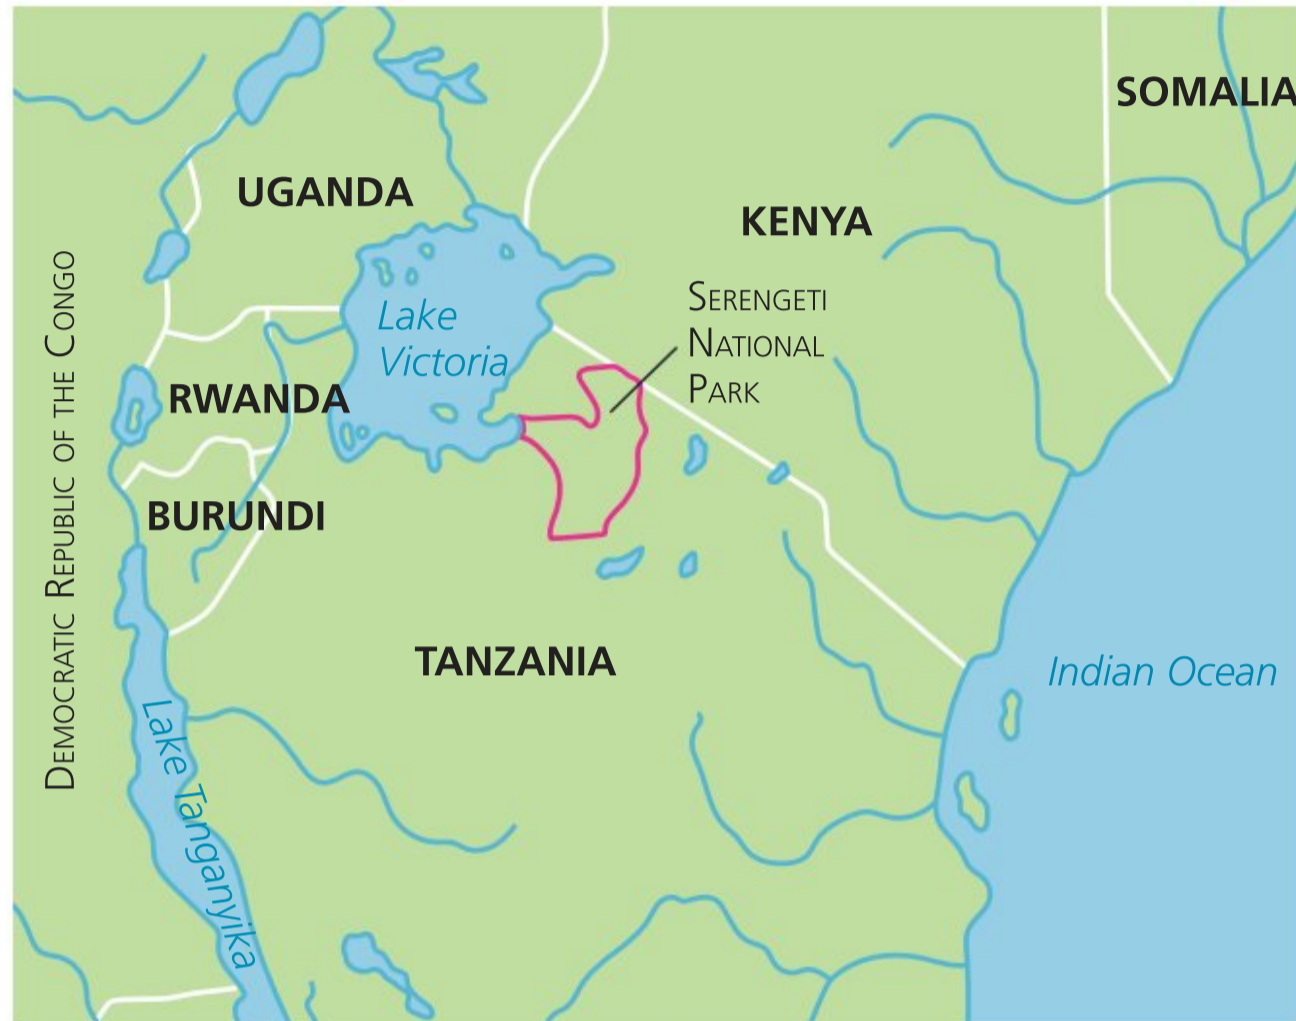 SOMALIA
UGANDA
KENYA
DEMOCRATIC REPUBLIC OF THE CONGO
SERENGETI
NATIONAL
PARK
Lake
Victoria
RWANDA
BURUNDI
TANZANIA
Indian Ocean
Lake Tanganyika